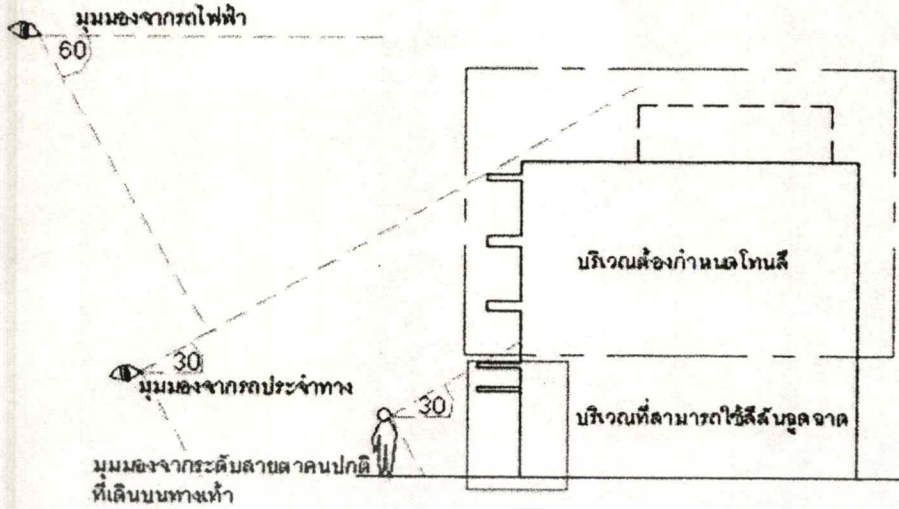 มุมมองจากรถไฟฟ้า
60
บริเวณต้องกำหนดโทนสี
30
มุมมองจากรถประจำทาง
30
บริเวณที่สามารถใช้สีสันฉูดฉาด
มุมมองจากระดับสายตาคนปกติ
ที่เดินบนทางเท้า